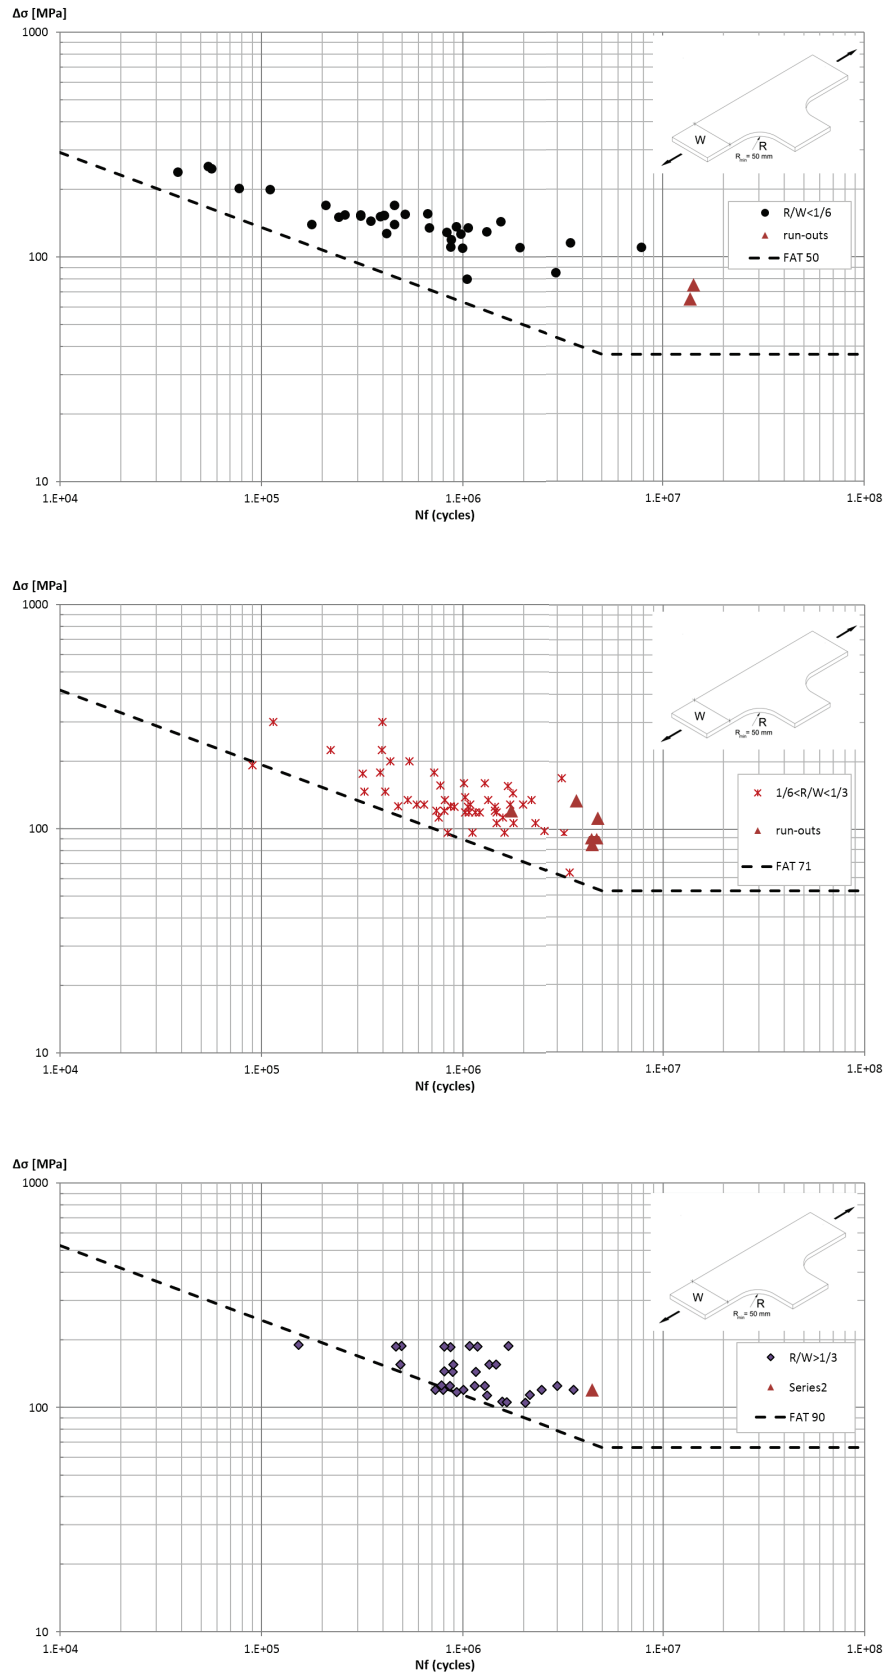 Δσ [MPa]
1000
W
R
Rmin= 50 mm
R/W<1/6
run-outs
100
FAT 50
10
1.E+04 1.E+05 1.E+06 1.E+07 1.E+08
Nf (cycles)
Δσ [MPa]
1000
W
R
Rmin= 50 mm
1/6<R/W<1/3
100
run-outs
FAT 71
10
1.E+04 1.E+05 1.E+06 1.E+07 1.E+08
Nf (cycles)
Δσ [MPa]
1000
W
R
Rmin= 50 mm
R/W>1/3
Series2
100
FAT 90
10
1.E+04 1.E+05 1.E+06 1.E+07 1.E+08
Nf (cycles)